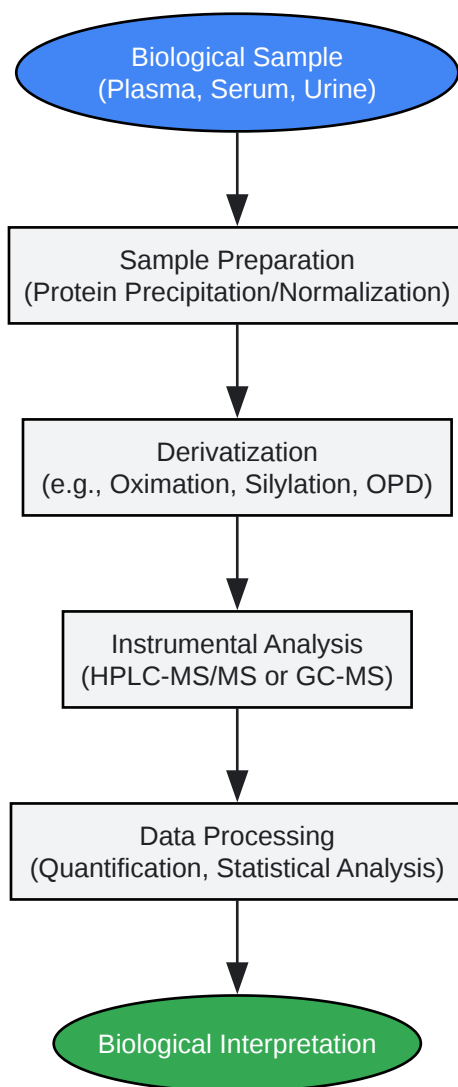 Biological Sample
(Plasma, Serum, Urine)
Sample Preparation
(Protein Precipitation/Normalization)
Derivatization
(e.g., Oximation, Silylation, OPD)
Instrumental Analysis
(HPLC-MS/MS or GC-MS)
Data Processing
(Quantification, Statistical Analysis)
Biological Interpretation